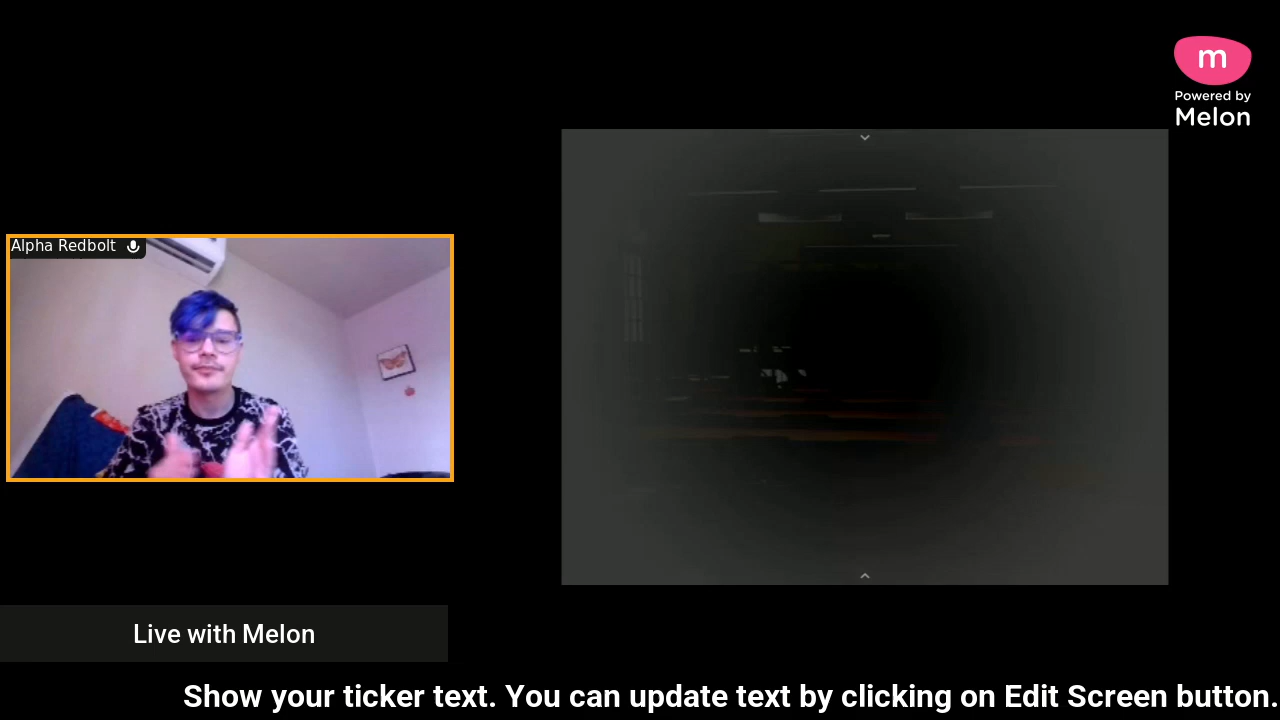 m
Powered by
Melon
Alpha Redbolt
Live with Melon
Show your ticker text. You can update text by clicking on Edit Screen button.